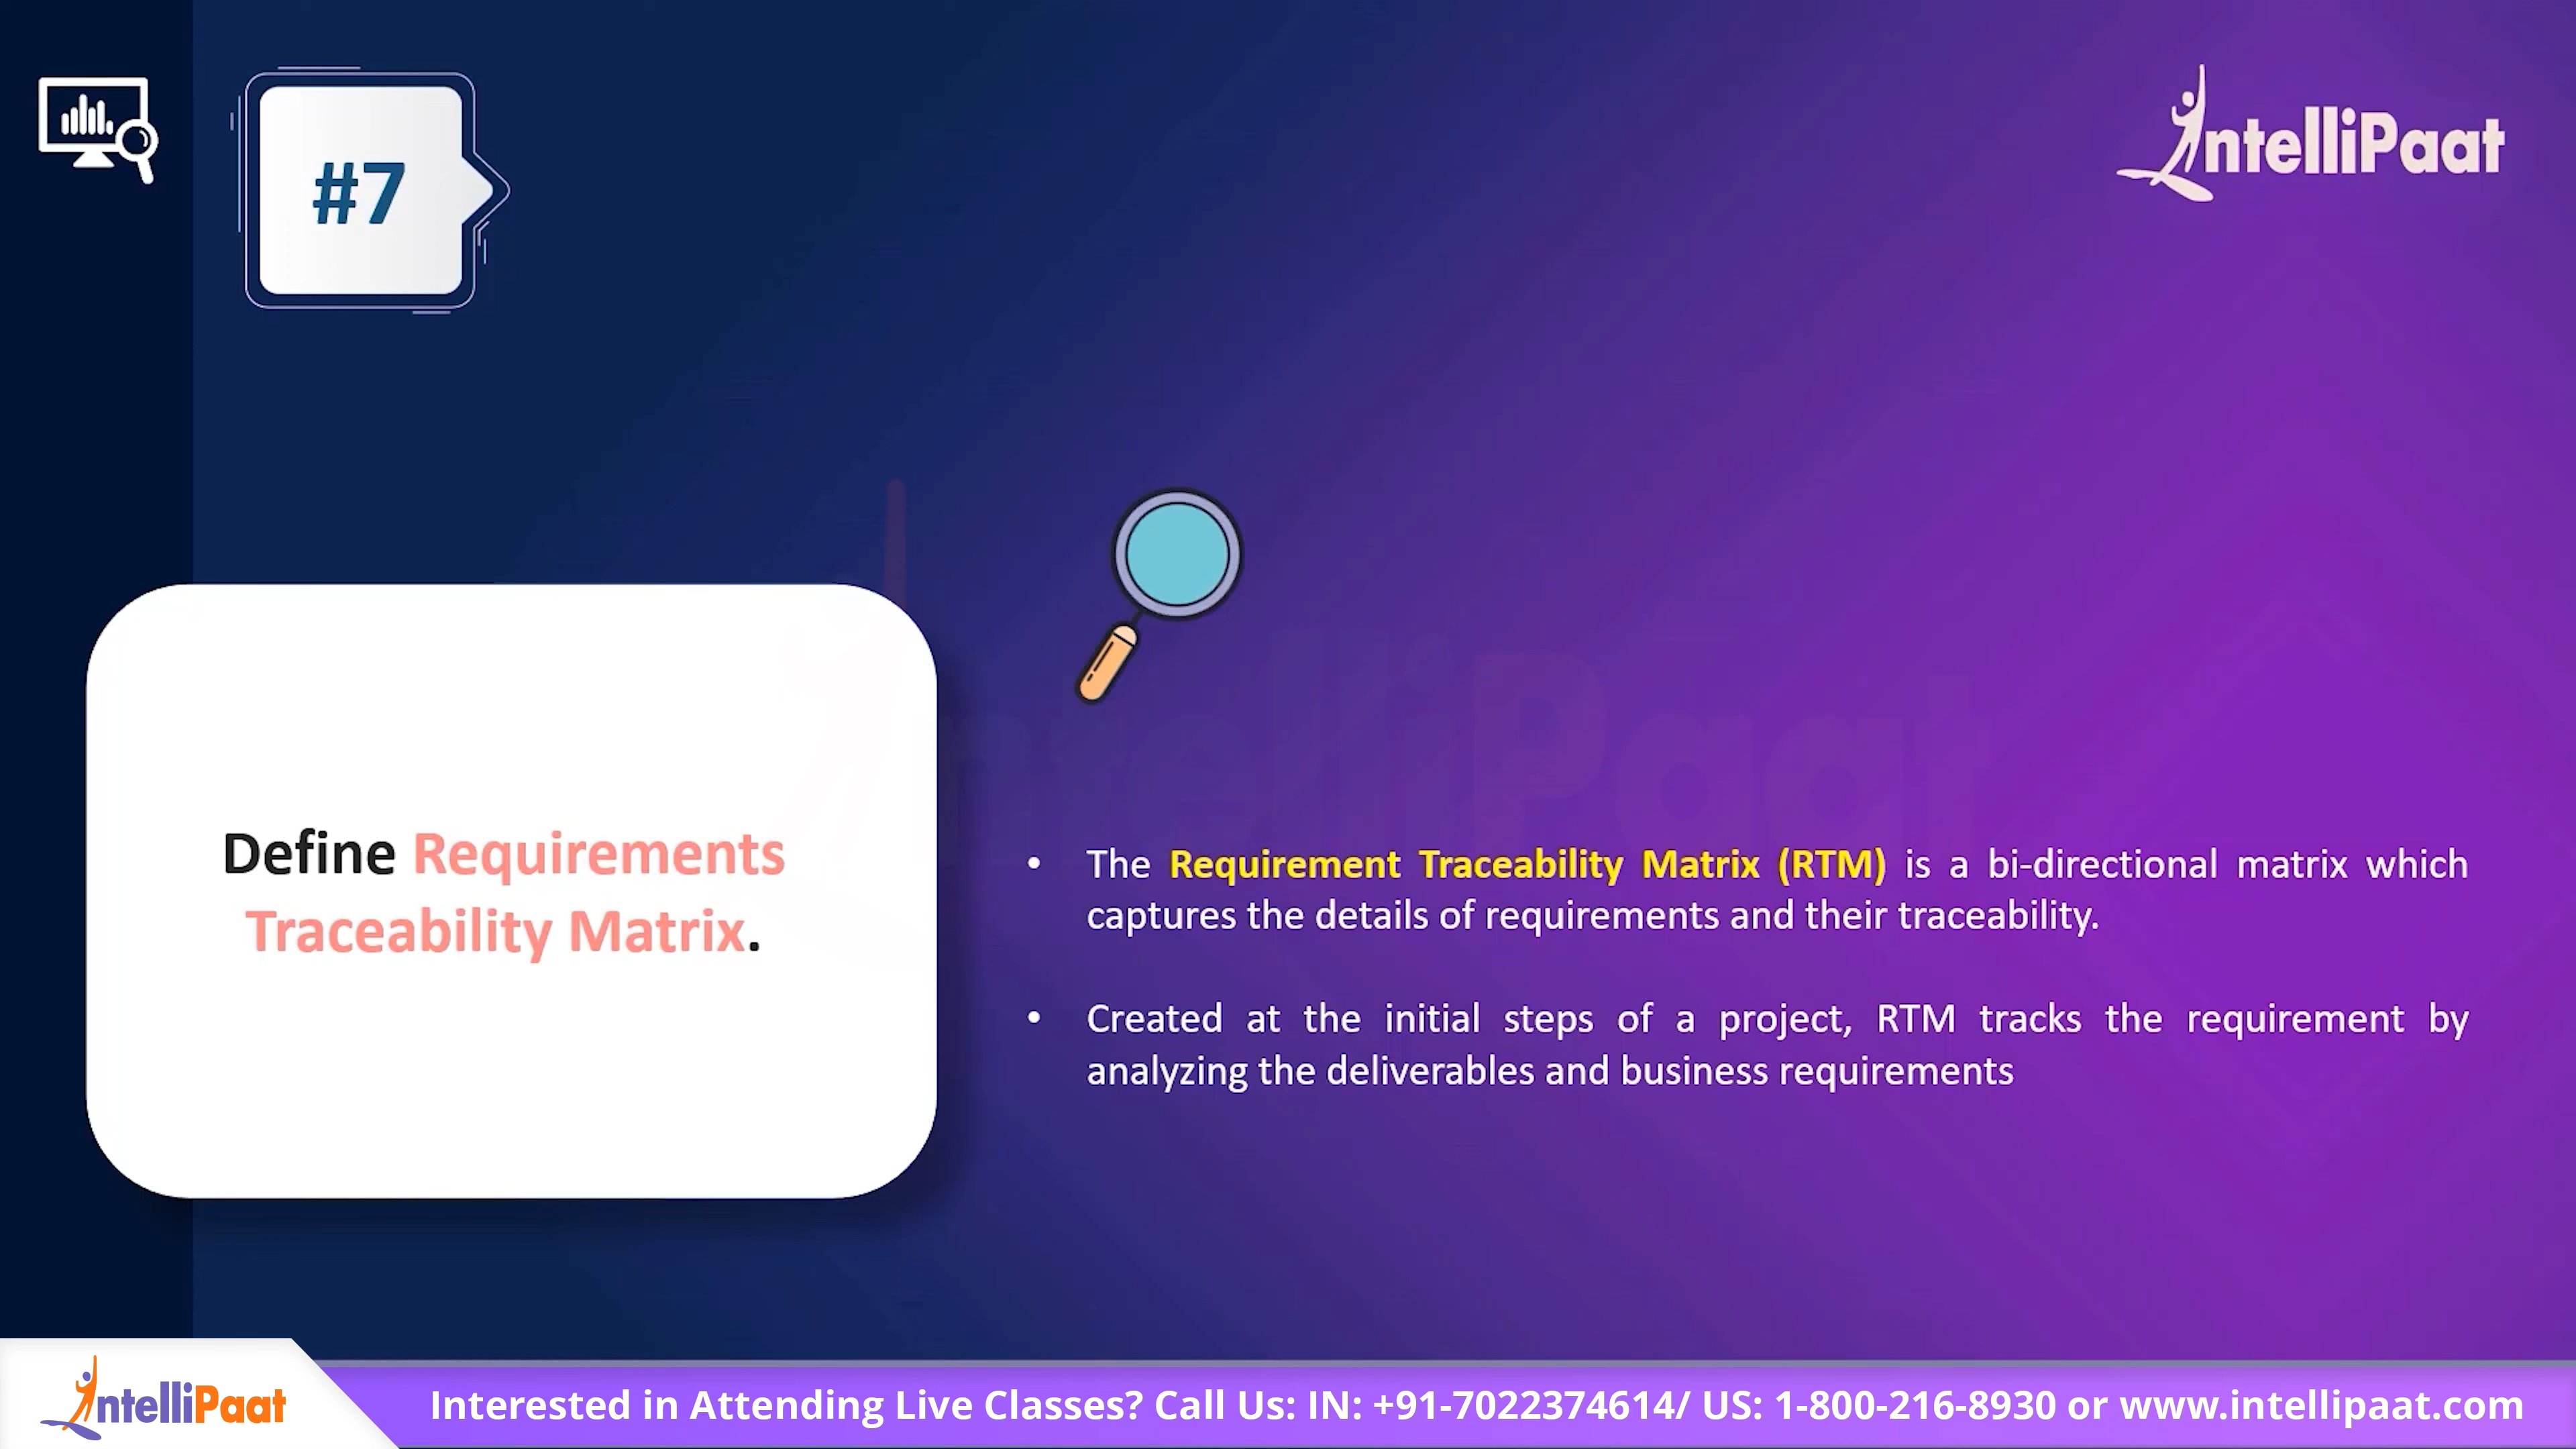 #7
IntelliPaat
Define Requirements
Traceability Matrix.
IntelliPaat
• The Requirement Traceability Matrix (RTM) is a bi-directional matrix which
captures the details of requirements and their traceability.
• Created at the initial steps of a project, RTM tracks the requirement by
analyzing the deliverables and business requirements
IntelliPaat
Interested in Attending Live Classes? Call Us: IN: +91-7022374614/ US: 1-800-216-8930 or www.intellipaat.com